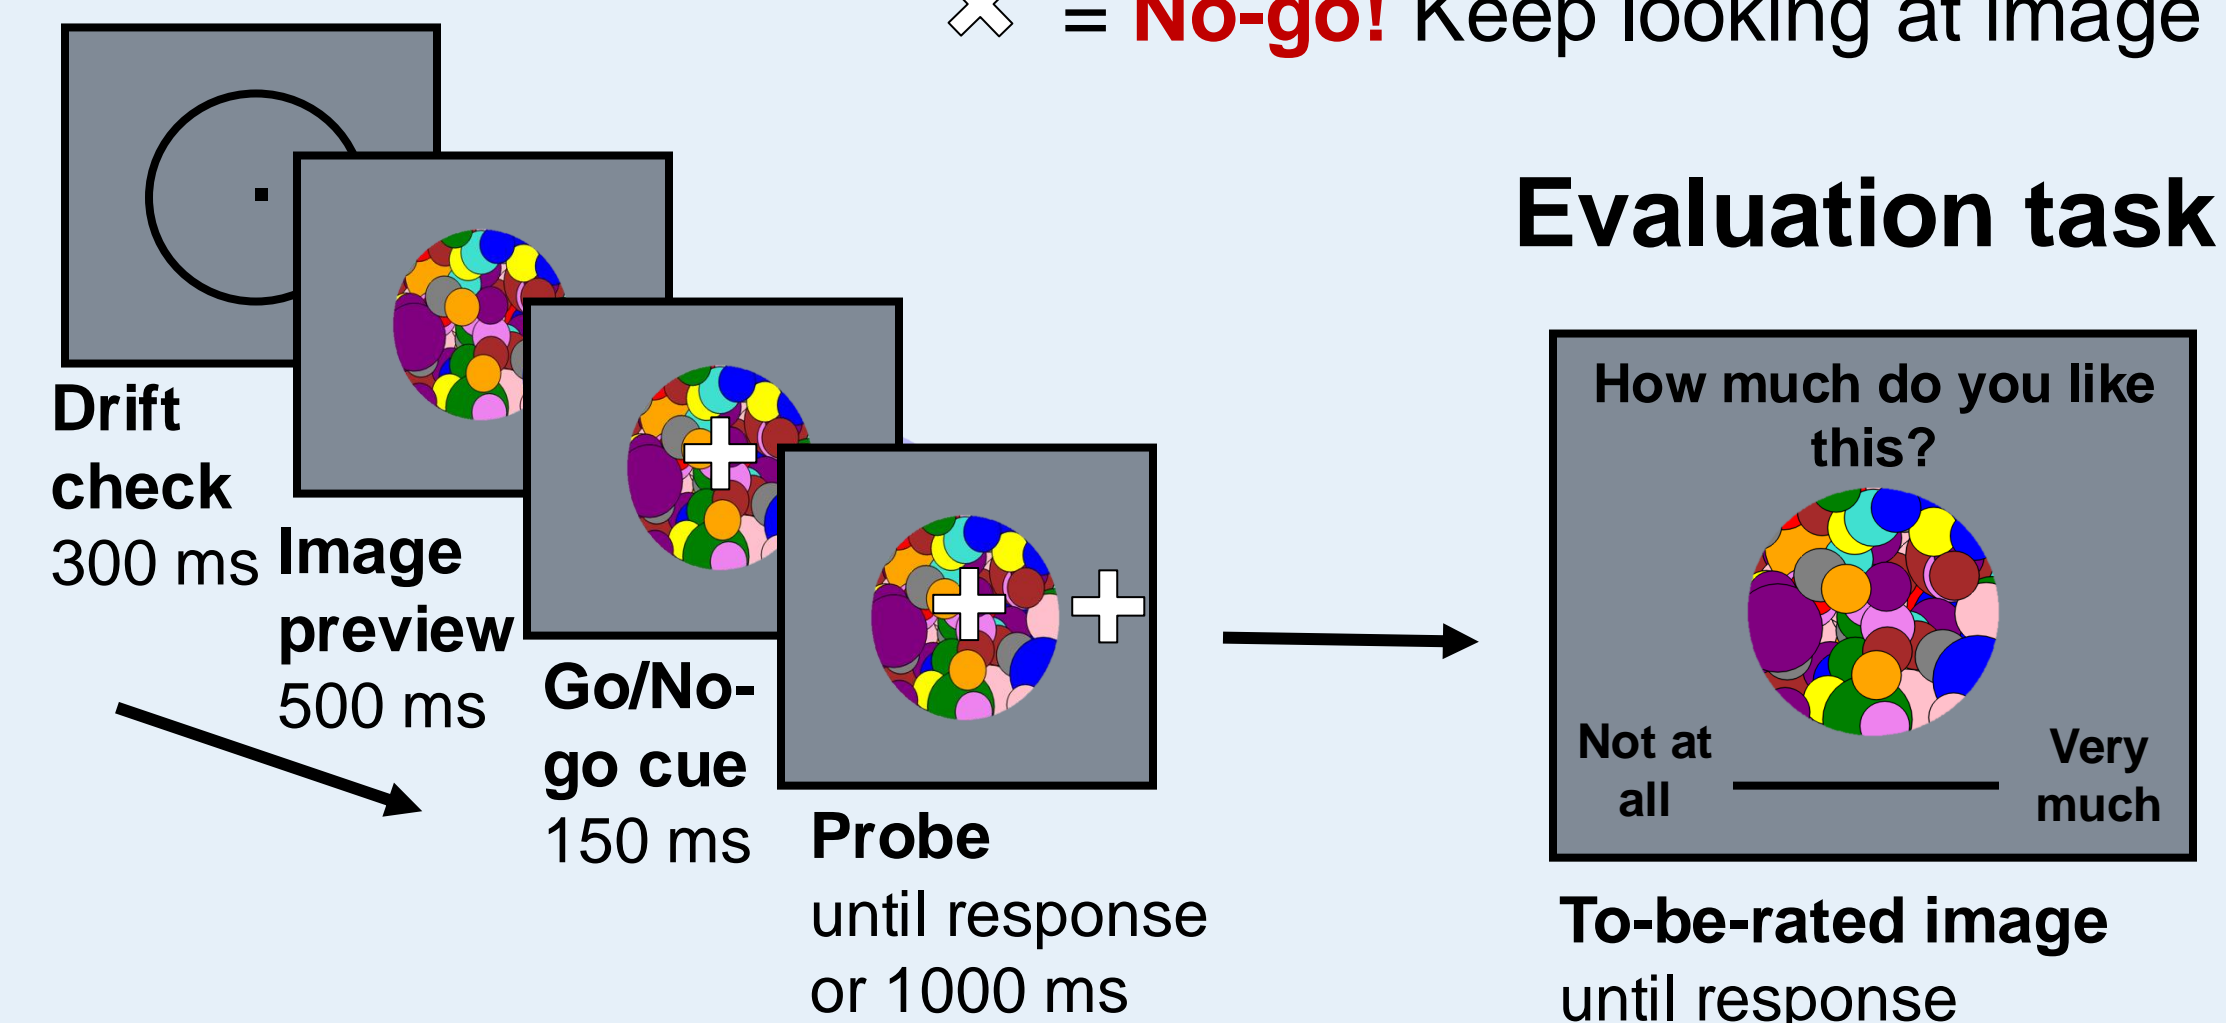 = No-go! Keep looking at image
Evaluation task
Drift
check
300 ms
Image
preview
500 ms
Go/No-
go cue
150 ms
Probe
until response
or 1000 ms
How much do you like
this?
Not at
all
Very
much
To-be-rated image
until response